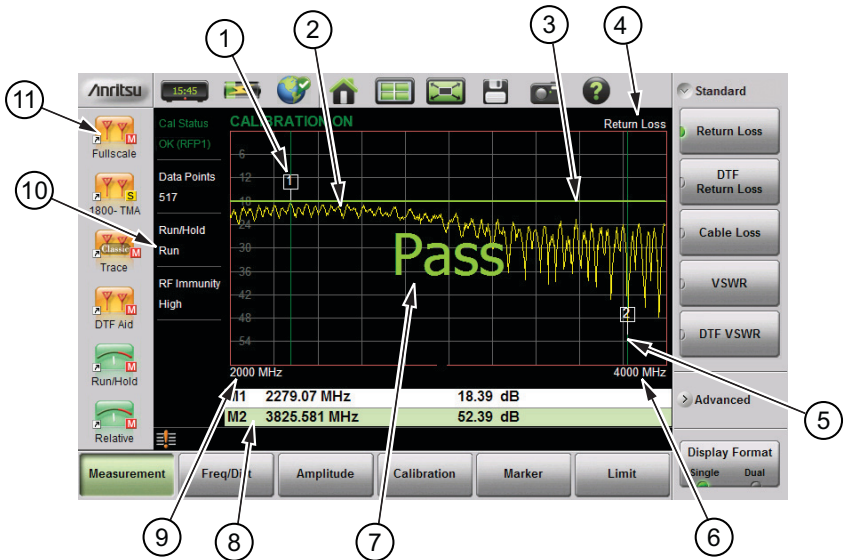 1
2
3
4
Anritsu
15:45
Standard
11
Fullscale
Cal Status
OK (RFP1)
CALIBRATION ON
Return Loss
Return Loss
6
12
1
Data Points
517
DTF
Return Loss
18
10
1800- TMA
S
24
Run/Hold
Run
Cable Loss
30
Pass
Classic
Trace
36
RF Immunity
High
VSWR
42
48
2
DTF Aid
DTF VSWR
54
2000 MHz
4000 MHz
Run/Hold
M1 2279.07 MHz 18.39 dB
Advanced
5
M2 3825.581 MHz 52.39 dB
Relative
Display Format
Single Dual
Measurement
Freq/Dist
Amplitude
Calibration
Marker
Limit
9
8
7
6
M
M
M
M
M